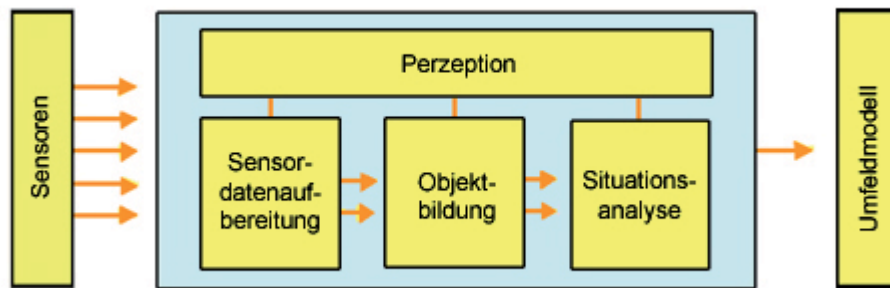 Sensoren
Perzeption
Sensor-
datenauf-
bereitung
Objekt-
bildung
Situations-
analyse
Umfeldmodell